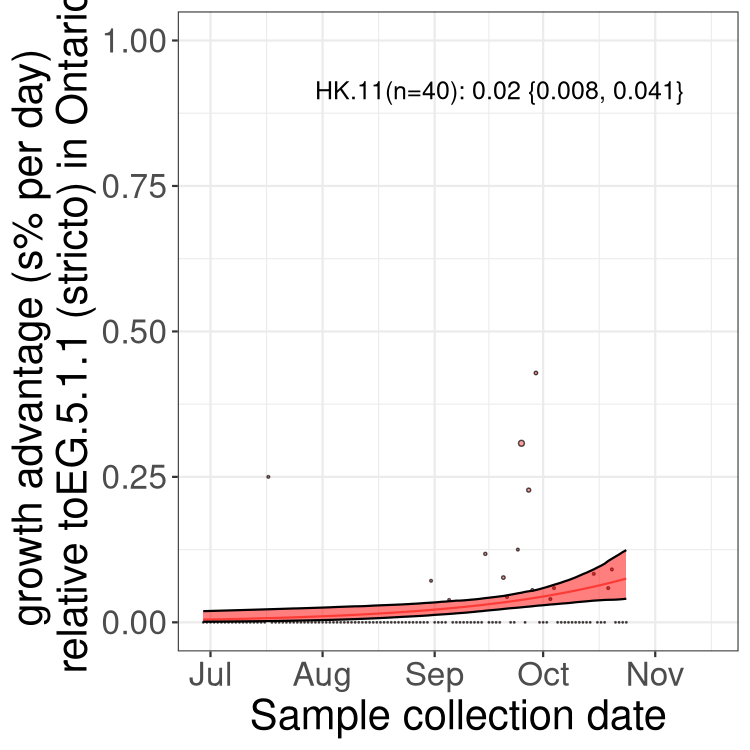 growth advantage (s% per day)
relative toEG.5.1.1 (stricto) in Ontario
1.00
0.75
0.50
0.25
0.00
HK.11(n=40): 0.02 {0.008, 0.041}
Jul Aug Sep Oct Nov
Sample collection date